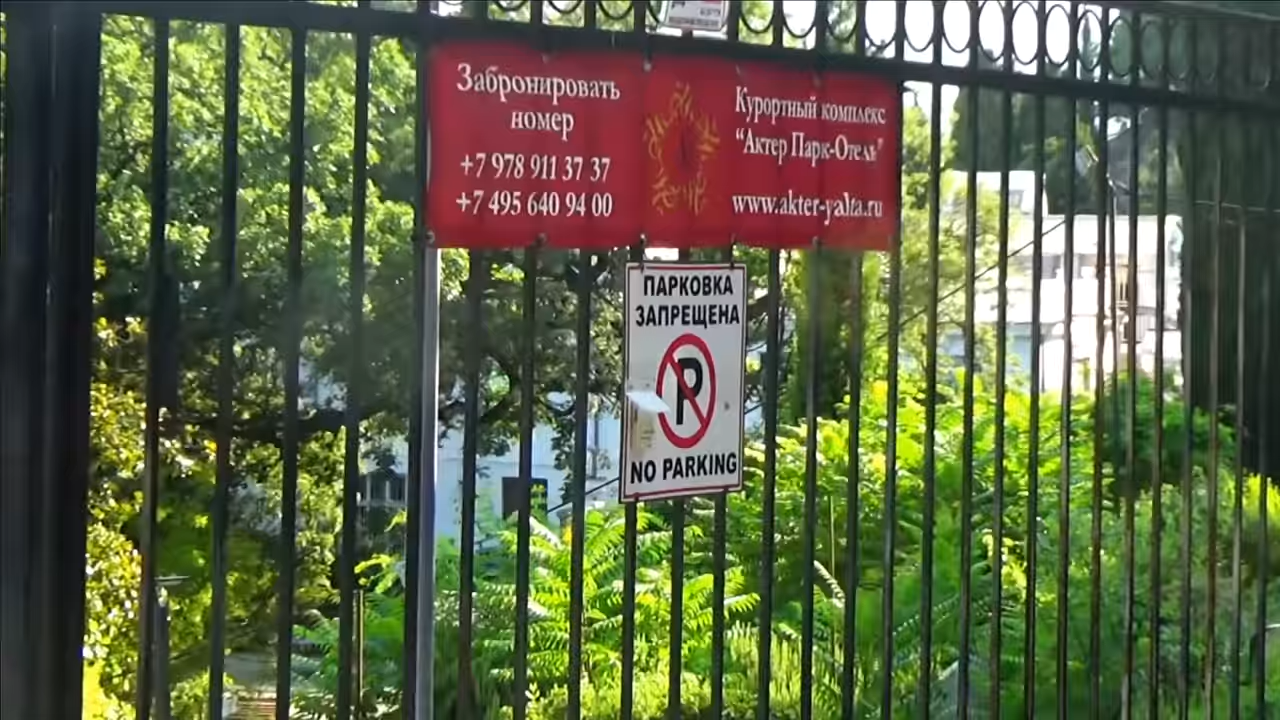 Забронировать
номер
+7 978 911 37 37
+7 495 640 94 00
Курортный комплекс
“Актер Парк-Отель”
www.akter-yalta.ru
ПАРКОВКА
ЗАПРЕЩЕНА
P
NO PARKING